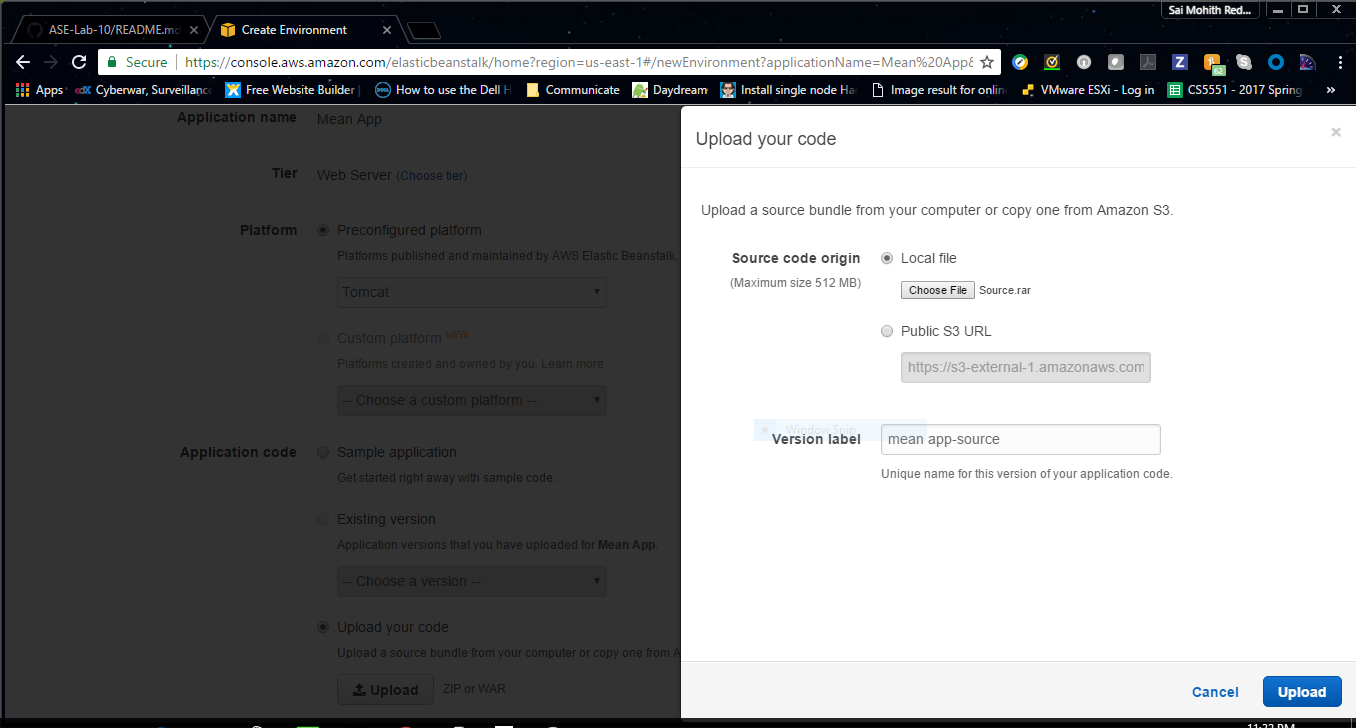 Sai Mohith Red...
ASE-Lab-10/README.md
Create Environment
Secure
https://console.aws.amazon.com/elasticbeanstalk/home?region=us-east-1#/newEnvironment?applicationName=Mean%20App&
62
Apps
edX Cyberwar, Surveillance
Free Website Builder |
DELL How to use the Dell H
Communicate
Daydream
Install single node Ha
Image result for onlin
VMware ESXi - Log in
CS5551 - 2017 Spring
»
Application name Mean App
Tier Web Server (Choose tier)
Platform Preconfigured platform
Platforms published and maintained by AWS Elastic Beanstalk.
Tomcat
Custom platform NEW
Platforms created and owned by you. Learn more
-- Choose a custom platform --
Application code Sample application
Get started right away with sample code.
Existing version
Application versions that you have uploaded for Mean App.
-- Choose a version --
Upload your code
Upload a source bundle from your computer or copy one from A
Upload ZIP or WAR
Upload your code
×
Upload a source bundle from your computer or copy one from Amazon S3.
Source code origin Local file
(Maximum size 512 MB)
Choose File Source.rar
Public S3 URL
https://s3-external-1.amazonaws.com
Window Snip
Version label mean app-source
Unique name for this version of your application code.
Cancel Upload